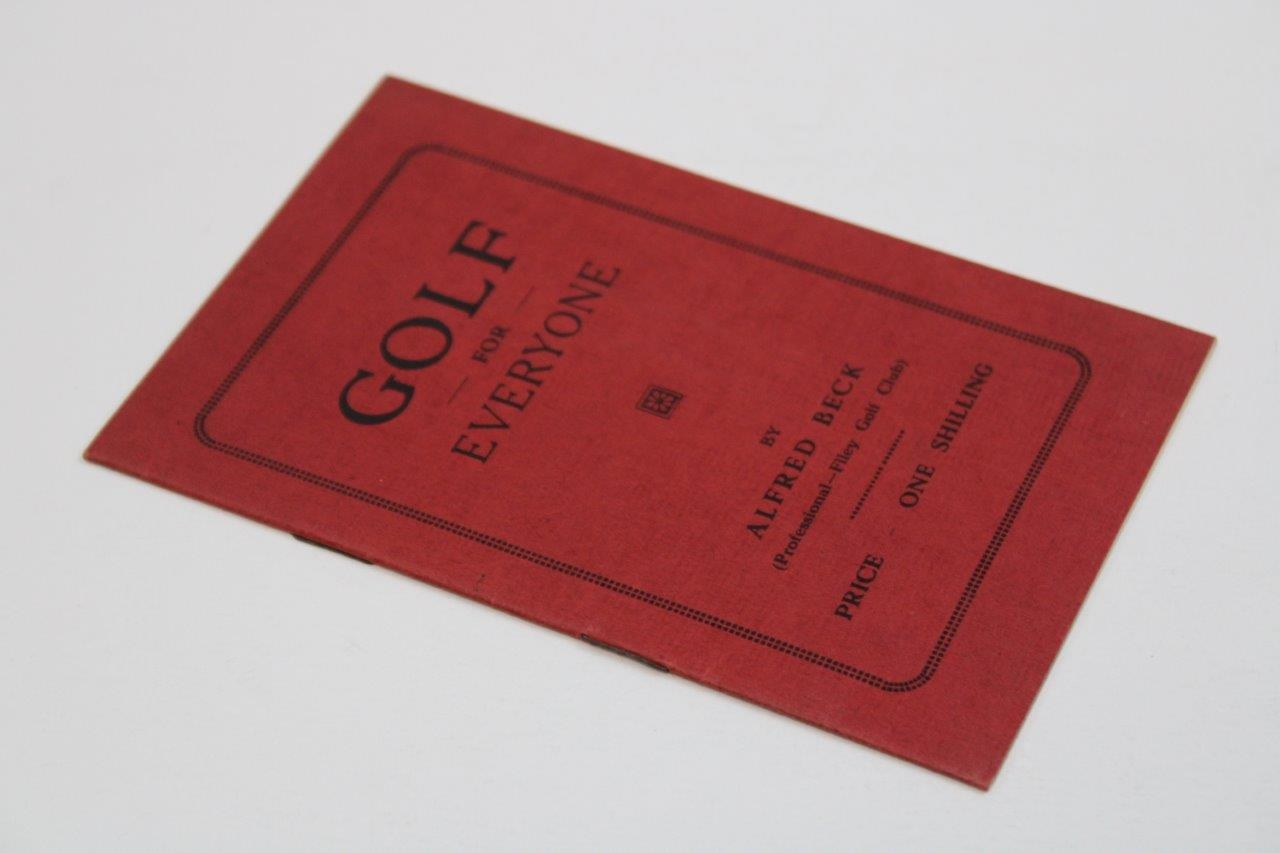 GOLF
— FOR —
EVERYONE
BY
ALFRED BECK
(Professional—Filey Golf Club)
PRICE ONE SHILLING